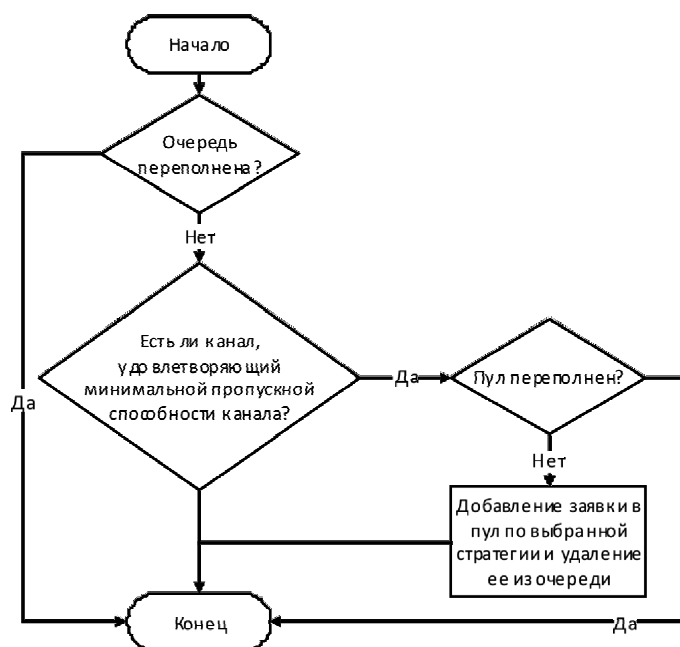 Начало
Очередь
переполнена?
Нет
Есть ли канал,
удовлетворяющий
минимальной пропускной
способности канала?
Да
Пул переполнен?
Да
Нет
Добавление заявки в
пул по выбранной
стратегии и удаление
ее из очереди
Конец
Да